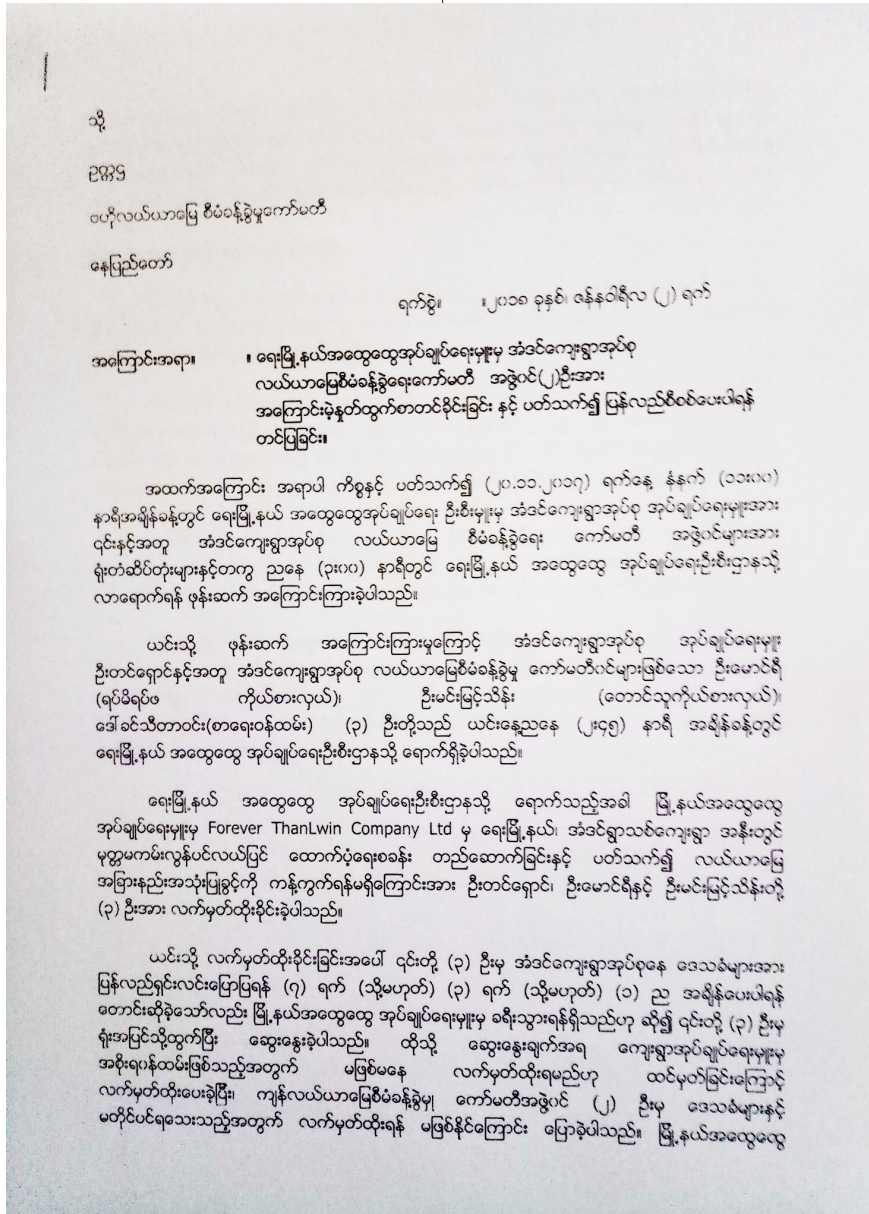 သို့
ဥက္ကဌ
ဗဟိုလယ်ယာမြေ စီမံခန့်ခွဲမှုကော်မတီ
နေပြည်တော်
ရက်စွဲ။ ။၂၀၁၈ ခုနှစ်၊ ဇန်နဝါရီလ (၂) ရက်
အကြောင်းအရာ။ ။ ရေးမြို့နယ်အထွေထွေအုပ်ချုပ်ရေးမှူးမှ အံဒင်ကျေးရွာအုပ်စု
လယ်ယာမြေစီမံခန့်ခွဲရေးကော်မတီ အဖွဲ့ဝင်(၂)ဦးအား
အကြောင်းမဲ့နှုတ်ထွက်စာတင်ခိုင်းခြင်း နှင့် ပတ်သက်၍ ပြန်လည်စီစစ်ပေးပါရန်
တင်ပြခြင်း။
အထက်အကြောင်း အရာပါ ကိစ္စနှင့် ပတ်သက်၍ (၂၀.၁၁.၂၀၁၇) ရက်နေ့ နံနက် (၁၁း၀၀)
နာရီအချိန်ခန့်တွင် ရေးမြို့နယ် အထွေထွေအုပ်ချုပ်ရေး ဦးစီးမှူးမှ အံဒင်ကျေးရွာအုပ်စု အုပ်ချုပ်ရေးမှူးအား
၎င်းနှင့်အတူ အံဒင်ကျေးရွာအုပ်စု လယ်ယာမြေ စီမံခန့်ခွဲရေး ကော်မတီ အဖွဲ့ဝင်များအား
ရုံးတံဆိပ်တုံးများနှင့်တကွ ညနေ (၃း၀၀) နာရီတွင် ရေးမြို့နယ် အထွေထွေ အုပ်ချုပ်ရေးဦးစီးဌာနသို့
လာရောက်ရန် ဖုန်းဆက် အကြောင်းကြားခဲ့ပါသည်။
ယင်းသို့ ဖုန်းဆက် အကြောင်းကြားမှုကြောင့် အံဒင်ကျေးရွာအုပ်စု အုပ်ချုပ်ရေးမှူး
ဦးတင်ရှောင်နှင့်အတူ အံဒင်ကျေးရွာအုပ်စု လယ်ယာမြေစီမံခန့်ခွဲမှု ကော်မတီဝင်များဖြစ်သော ဦးမောင်ရီ
(ရပ်မိရပ်ဖ ကိုယ်စားလှယ်)၊ ဦးမင်းမြင့်သိန်း (တောင်သူကိုယ်စားလှယ်)၊
ဒေါ်ခင်သီတာဝင်း(စာရေးဝန်ထမ်း) (၃) ဦးတို့သည် ယင်းနေ့ညနေ (၂း၄၅) နာရီ အချိန်ခန့်တွင်
ရေးမြို့နယ် အထွေထွေ အုပ်ချုပ်ရေးဦးစီးဌာနသို့ ရောက်ရှိခဲ့ပါသည်။
ရေးမြို့နယ် အထွေထွေ အုပ်ချုပ်ရေးဦးစီးဌာနသို့ ရောက်သည့်အခါ မြို့နယ်အထွေထွေ
အုပ်ချုပ်ရေးမှူးမှ Forever ThanLwin Company Ltd မှ ရေးမြို့နယ်၊ အံဒင်ရွာသစ်ကျေးရွာ အနီးတွင်
မုတ္တမကမ်းလွန်ပင်လယ်ပြင် ထောက်ပံ့ရေးစခန်း တည်ဆောက်ခြင်းနှင့် ပတ်သက်၍ လယ်ယာမြေ
အခြားနည်းအသုံးပြုခွင့်ကို ကန့်ကွက်ရန်မရှိကြောင်းအား ဦးတင်ရှောင်၊ ဦးမောင်ရီနှင့် ဦးမင်းမြင့်သိန်းတို့
(၃) ဦးအား လက်မှတ်ထိုးခိုင်းခဲ့ပါသည်။
ယင်းသို့ လက်မှတ်ထိုးခိုင်းခြင်းအပေါ် ၎င်းတို့ (၃) ဦးမှ အံဒင်ကျေးရွာအုပ်စုနေ ဒေသခံများအား
ပြန်လည်ရှင်းလင်းပြောပြရန် (၇) ရက် (သို့မဟုတ်) (၃) ရက် (သို့မဟုတ်) (၁) ည အချိန်ပေးပါရန်
တောင်းဆိုခဲ့သော်လည်း မြို့နယ်အထွေထွေ အုပ်ချုပ်ရေးမှူးမှ ခရီးသွားရန်ရှိသည်ဟု ဆို၍ ၎င်းတို့ (၃) ဦးမှ
ရုံးအပြင်သို့ထွက်ပြီး ဆွေးနွေးခဲ့ပါသည်။ ထိုသို့ ဆွေးနွေးချက်အရ ကျေးရွာအုပ်ချုပ်ရေးမှူးမှ
အစိုးရဝန်ထမ်းဖြစ်သည့်အတွက် မဖြစ်မနေ လက်မှတ်ထိုးရမည်ဟု ထင်မှတ်ခြင်းကြောင့်
လက်မှတ်ထိုးပေးခဲ့ပြီး၊ ကျန်လယ်ယာမြေစီမံခန့်ခွဲမှု ကော်မတီအဖွဲ့ဝင် (၂) ဦးမှ ဒေသခံများနှင့်
မတိုင်ပင်ရသေးသည့်အတွက် လက်မှတ်ထိုးရန် မဖြစ်နိုင်ကြောင်း ပြောခဲ့ပါသည်။ မြို့နယ်အထွေထွေ